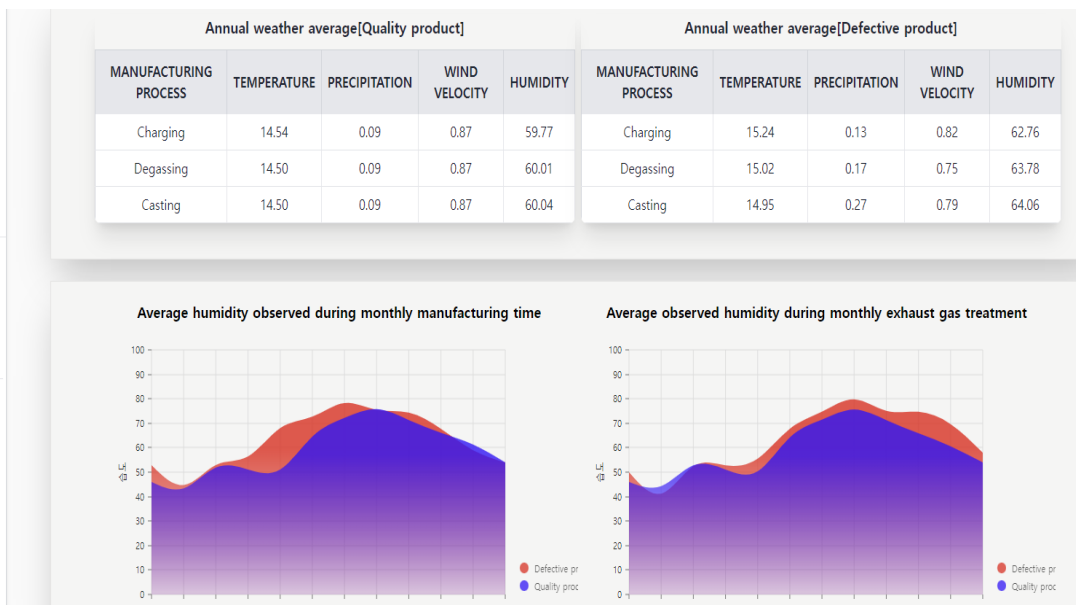 Annual weather average[Quality product]
MANUFACTURING PROCESS TEMPERATURE PRECIPITATION WIND VELOCITY HUMIDITY
Charging 14.54 0.09 0.87 59.77
Degassing 14.50 0.09 0.87 60.01
Casting 14.50 0.09 0.87 60.04
Annual weather average[Defective product]
MANUFACTURING PROCESS TEMPERATURE PRECIPITATION WIND VELOCITY HUMIDITY
Charging 15.24 0.13 0.82 62.76
Degassing 15.02 0.17 0.75 63.78
Casting 14.95 0.27 0.79 64.06
Average humidity observed during monthly manufacturing time
100
90
80
70
60
습도
50
40
30
20
10
0
Defective pr
Quality proc
Average observed humidity during monthly exhaust gas treatment
100
90
80
70
60
습도
50
40
30
20
10
0
Defective pr
Quality proc